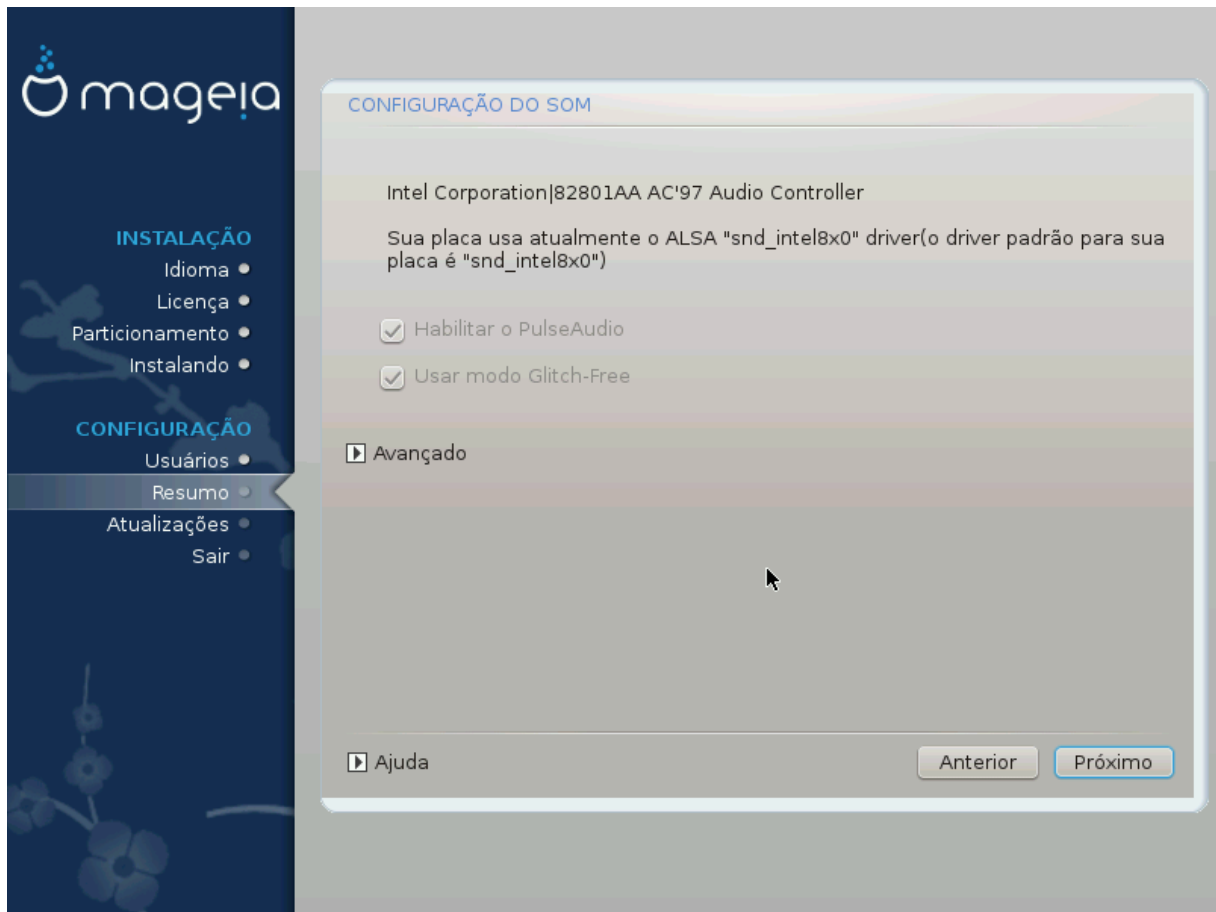 mageia
INSTALAÇÃO
Idioma
Licença
Particionamento
Instalando
CONFIGURAÇÃO
Usuários
Resumo
Atualizações
Sair
CONFIGURAÇÃO DO SOM
Intel Corporation|82801AA AC'97 Audio Controller
Sua placa usa atualmente o ALSA "snd_intel8x0" driver(o driver padrão para sua
placa é "snd_intel8x0")
Habilitar o PulseAudio
Usar modo Glitch-Free
Avançado
Ajuda
Anterior
Próximo